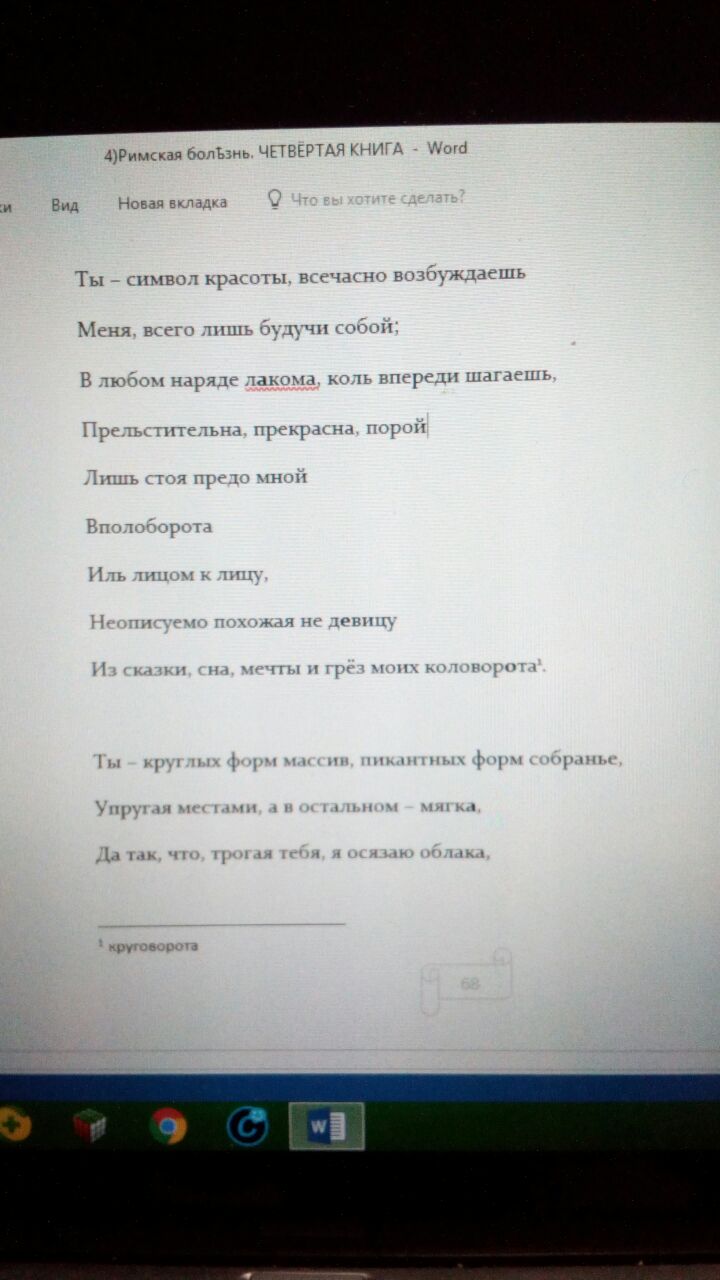 4)Римская болѣзнь. ЧЕТВЁРТАЯ КНИГА - Word
ки Вид Новая вкладка Что вы хотите сделать?
Ты – символ красоты, всечасно возбуждаешь
Меня, всего лишь будучи собой;
В любом наряде лакома, коль впереди шагаешь,
Прельстительна, прекрасна, порой
Лишь стоя предо мной
Вполоборота
Иль лицом к лицу,
Неописуемо похожая не девицу
Из сказки, сна, мечты и грёз моих коловорота¹.
Ты – круглых форм массив, пикантных форм собранье,
Упругая местами, а в остальном – мягка,
Да так, что, трогая тебя, я осязаю облака,
¹ круговорота
68